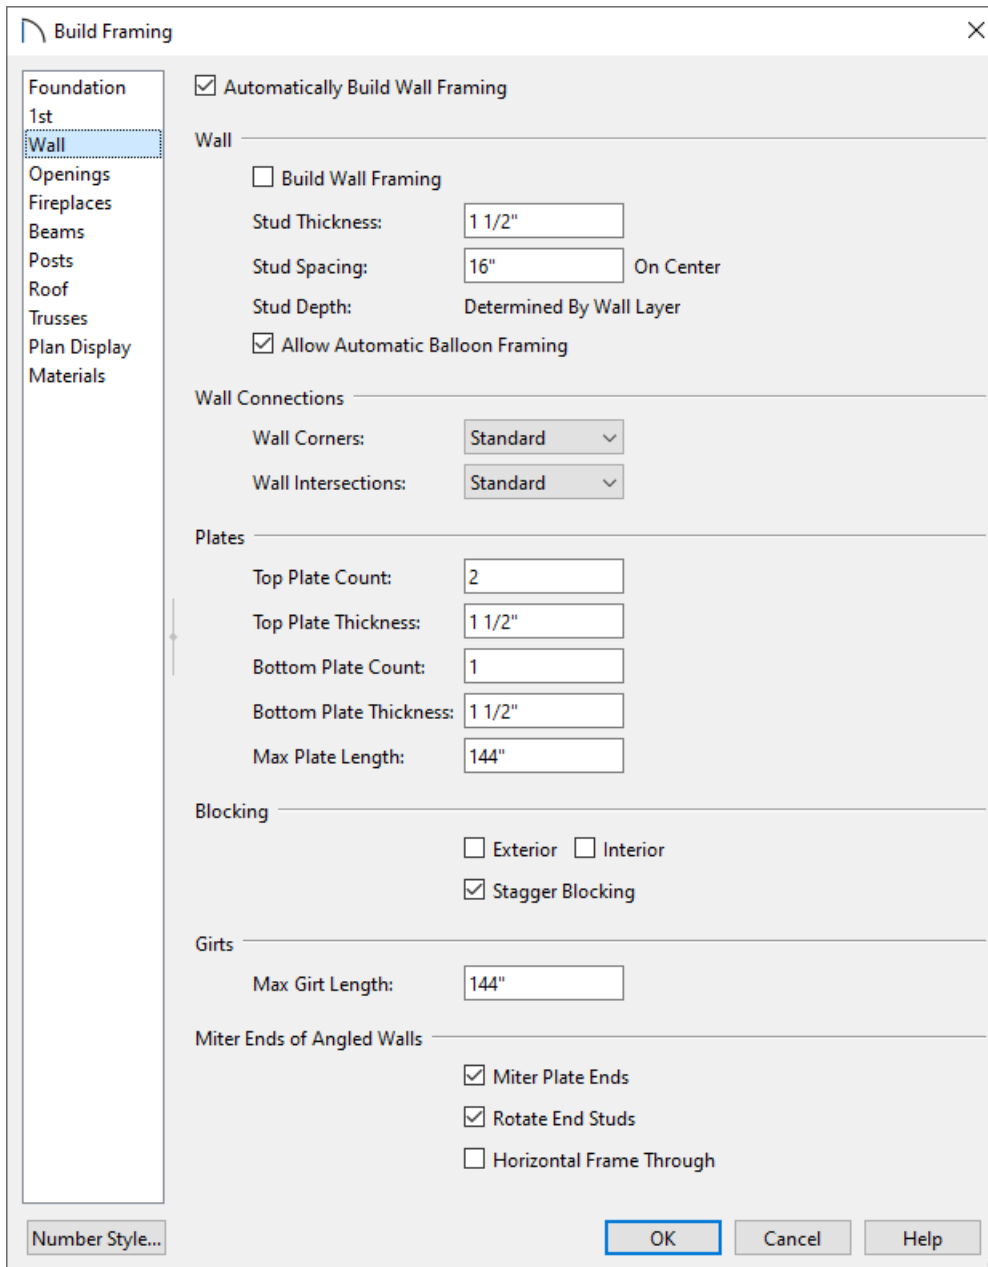 Build Framing
Foundation
1st
Wall
Openings
Fireplaces
Beams
Posts
Roof
Trusses
Plan Display
Materials
Automatically Build Wall Framing
Wall
Build Wall Framing
Stud Thickness: 1 1/2"
Stud Spacing: 16" On Center
Stud Depth: Determined By Wall Layer
Allow Automatic Balloon Framing
Wall Connections
Wall Corners: Standard
Wall Intersections: Standard
Plates
Top Plate Count: 2
Top Plate Thickness: 1 1/2"
Bottom Plate Count: 1
Bottom Plate Thickness: 1 1/2"
Max Plate Length: 144"
Blocking
Exterior Interior
Stagger Blocking
Girts
Max Girt Length: 144"
Miter Ends of Angled Walls
Miter Plate Ends
Rotate End Studs
Horizontal Frame Through
Number Style... OK Cancel Help